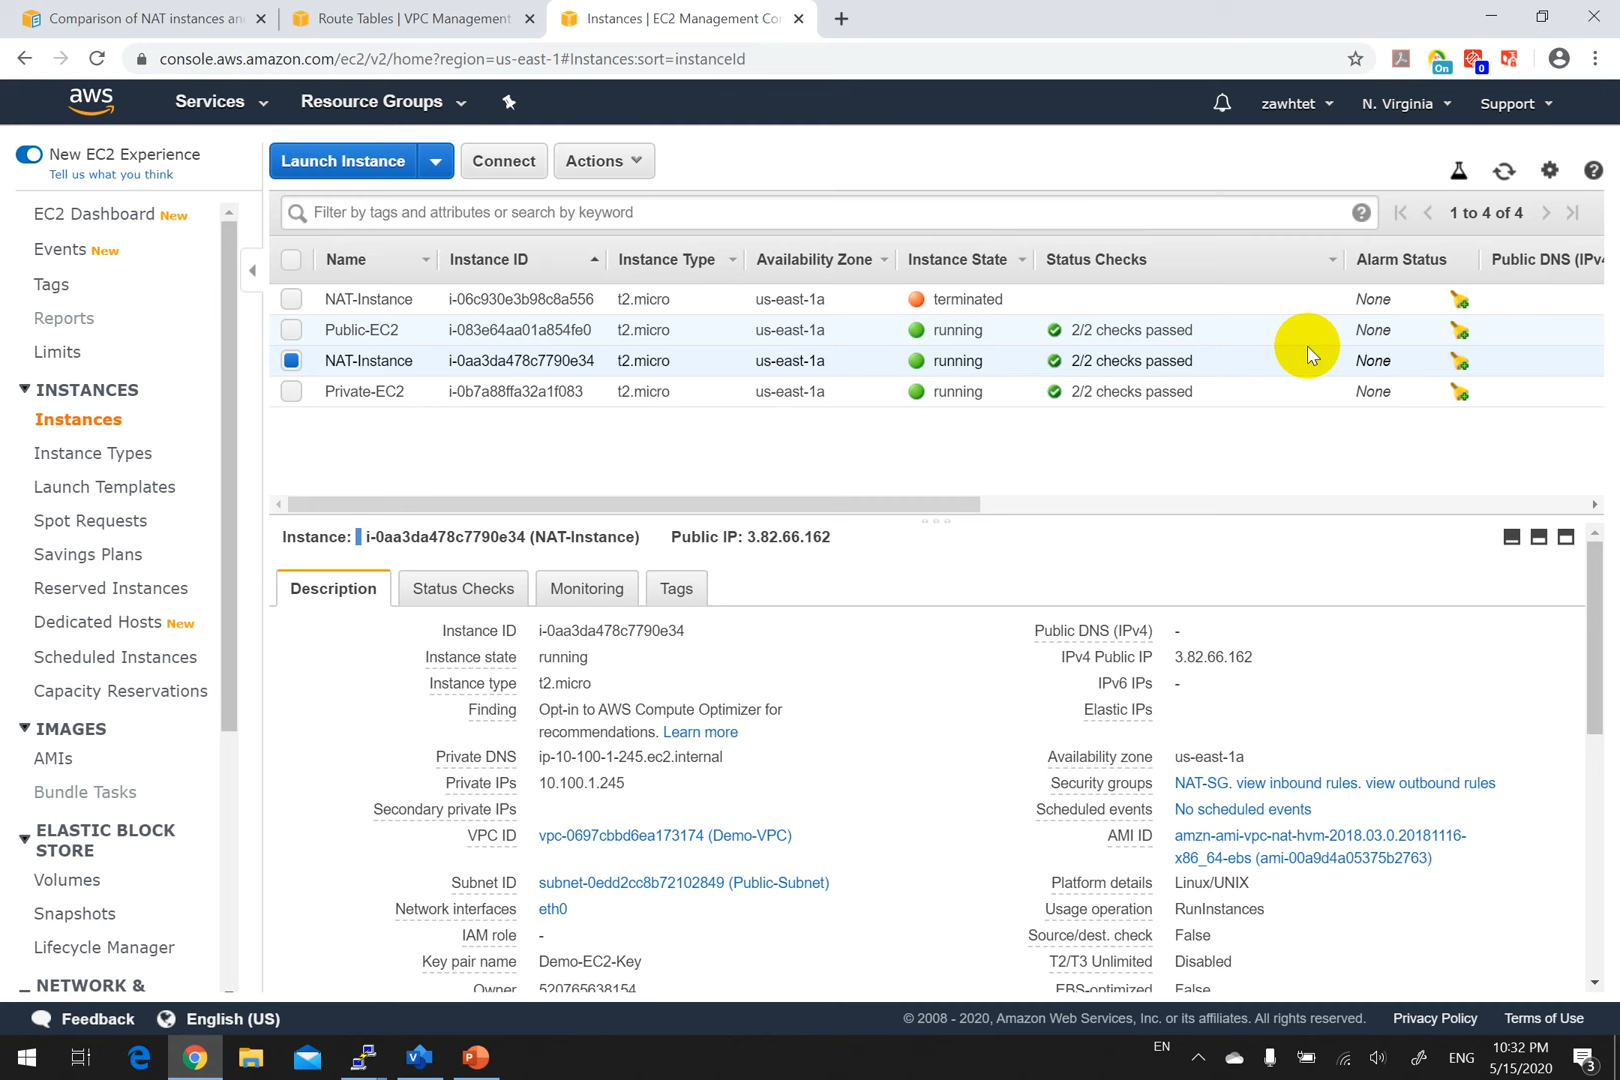 Comparison of NAT instances an
Route Tables | VPC Management
Instances | EC2 Management Co
console.aws.amazon.com/ec2/v2/home?region=us-east-1#Instances:sort=instanceId
On
0
aws
Services
Resource Groups
zawhtet
N. Virginia
Support
New EC2 Experience
Tell us what you think
EC2 Dashboard New
Events New
Tags
Reports
Limits
INSTANCES
Instances
Instance Types
Launch Templates
Spot Requests
Savings Plans
Reserved Instances
Dedicated Hosts New
Scheduled Instances
Capacity Reservations
IMAGES
AMIs
Bundle Tasks
ELASTIC BLOCK
STORE
Volumes
Snapshots
Lifecycle Manager
NETWORK &
Launch Instance
Connect
Actions
Filter by tags and attributes or search by keyword
1 to 4 of 4
Name Instance ID Instance Type Availability Zone Instance State Status Checks Alarm Status Public DNS (IPv
NAT-Instance i-06c930e3b98c8a556 t2.micro us-east-1a terminated None
Public-EC2 i-083e64aa01a854fe0 t2.micro us-east-1a running 2/2 checks passed None
NAT-Instance i-0aa3da478c7790e34 t2.micro us-east-1a running 2/2 checks passed None
Private-EC2 i-0b7a88ffa32a1f083 t2.micro us-east-1a running 2/2 checks passed None
Instance: i-0aa3da478c7790e34 (NAT-Instance) Public IP: 3.82.66.162
Description
Status Checks
Monitoring
Tags
Instance ID i-0aa3da478c7790e34
Instance state running
Instance type t2.micro
Finding Opt-in to AWS Compute Optimizer for
recommendations. Learn more
Private DNS ip-10-100-1-245.ec2.internal
Private IPs 10.100.1.245
Secondary private IPs
VPC ID vpc-0697cbbd6ea173174 (Demo-VPC)
Subnet ID subnet-0edd2cc8b72102849 (Public-Subnet)
Network interfaces eth0
IAM role -
Key pair name Demo-EC2-Key
Owner 520765638154
Public DNS (IPv4) -
IPv4 Public IP 3.82.66.162
IPv6 IPs -
Elastic IPs
Availability zone us-east-1a
Security groups NAT-SG. view inbound rules. view outbound rules
Scheduled events No scheduled events
AMI ID amzn-ami-vpc-nat-hvm-2018.03.0.20181116-
x86_64-ebs (ami-00a9d4a05375b2763)
Platform details Linux/UNIX
Usage operation RunInstances
Source/dest. check False
T2/T3 Unlimited Disabled
EBS-optimized False
Feedback
English (US)
© 2008 - 2020, Amazon Web Services, Inc. or its affiliates. All rights reserved.
Privacy Policy
Terms of Use
EN
ENG
10:32 PM
5/15/2020
3